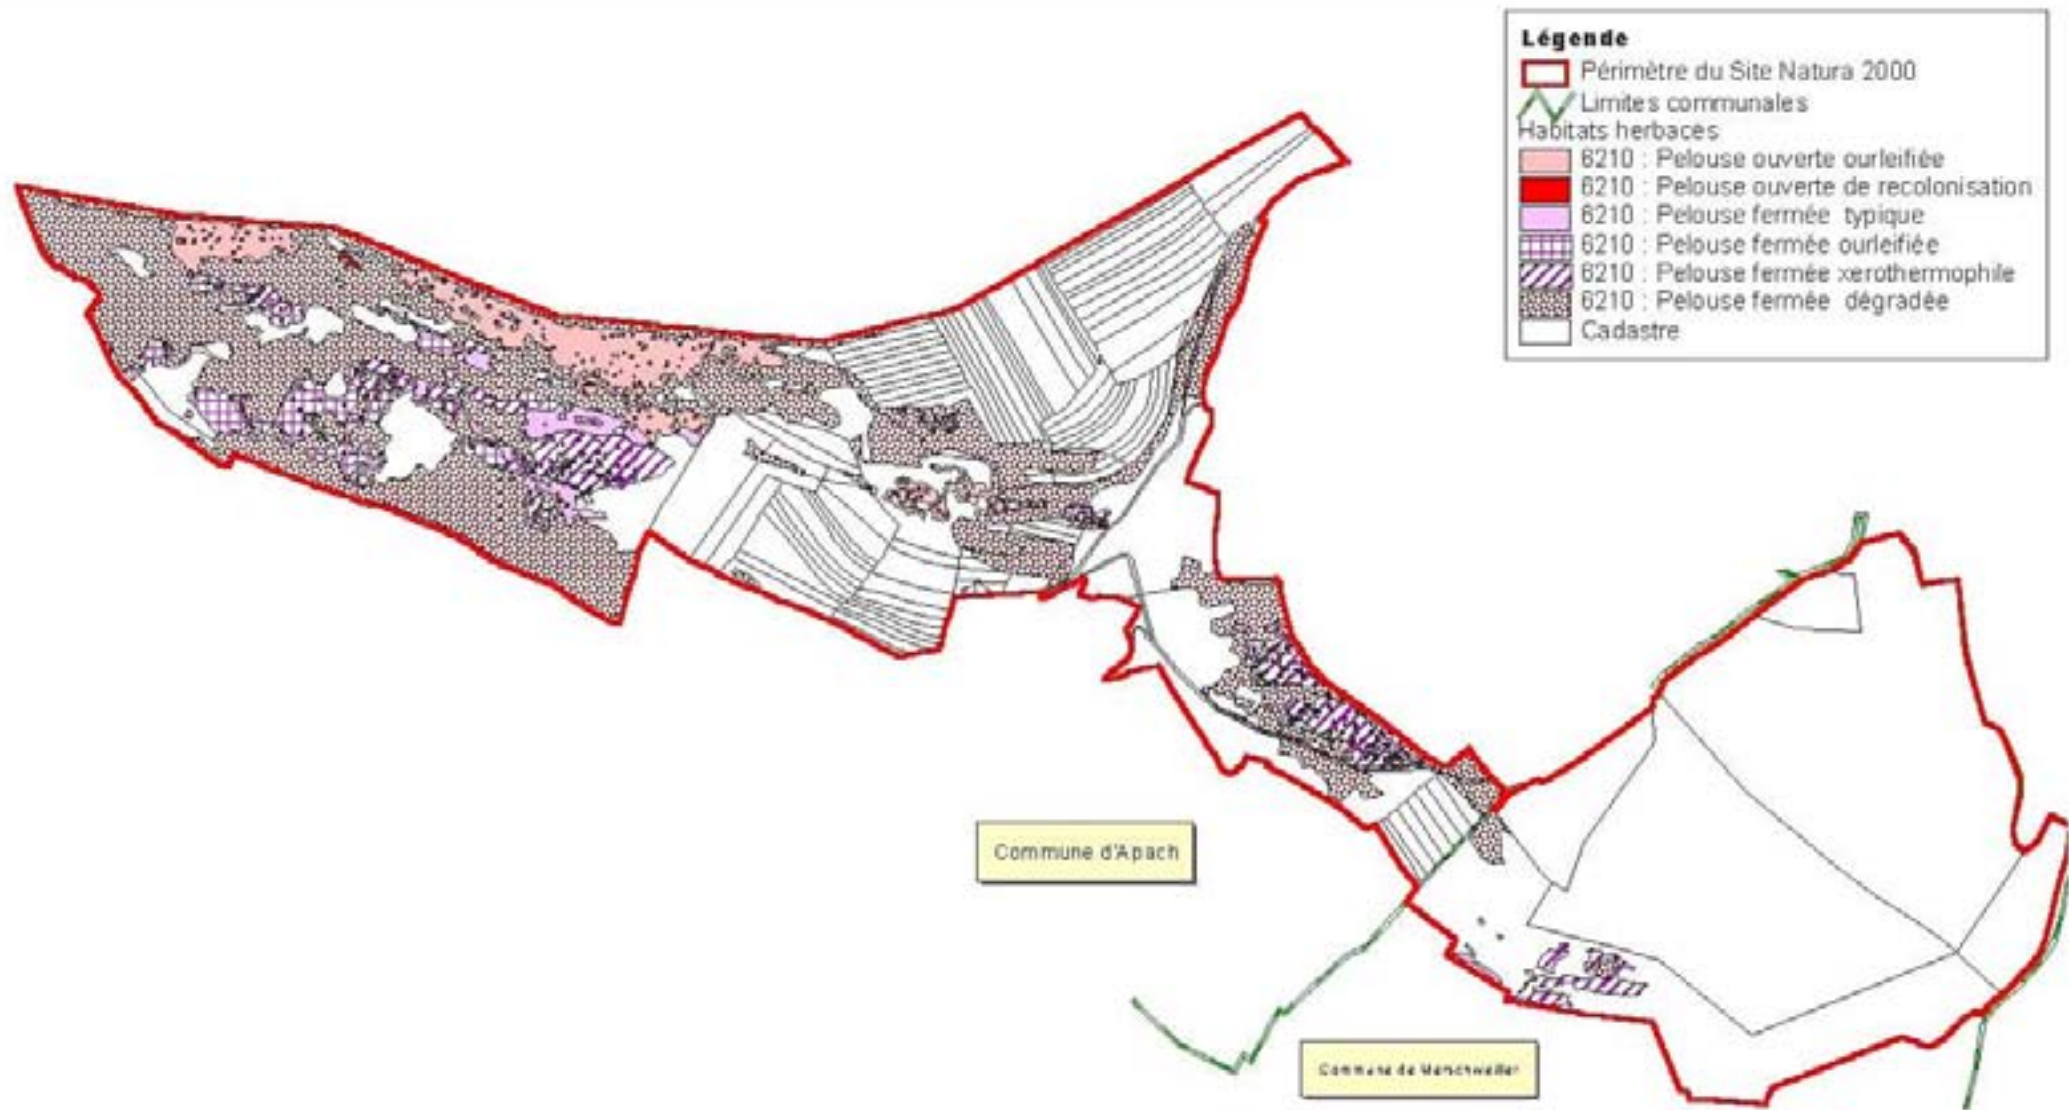 Légende
Périmètre du Site Natura 2000
Limites communales
Habitats herbacés
6210 : Pelouse ouverte ourleifiée
6210 : Pelouse ouverte de recolonisation
6210 : Pelouse fermée typique
6210 : Pelouse fermée ourleifiée
6210 : Pelouse fermée xerothermophile
6210 : Pelouse fermée dégradée
Cadastre
Commune d'Apach
Commune de